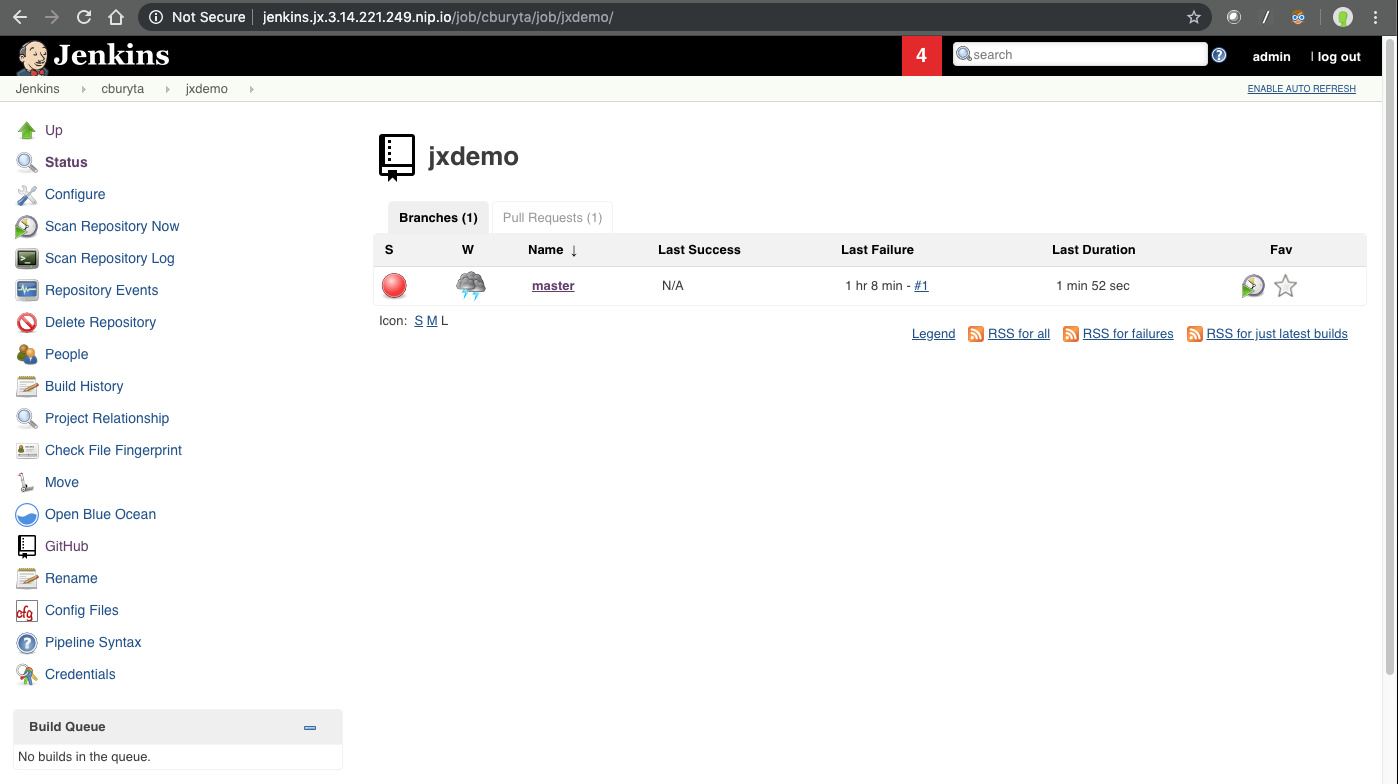 Not Secure jenkins.jx.3.14.221.249.nip.io/job/cburyta/job/jxdemo/
Jenkins 4 search admin | log out
Jenkins cburyta jxdemo ENABLE AUTO REFRESH
Up
Status
Configure
Scan Repository Now
Scan Repository Log
Repository Events
Delete Repository
People
Build History
Project Relationship
Check File Fingerprint
Move
Open Blue Ocean
GitHub
Rename
cfg Config Files
Pipeline Syntax
Credentials
Build Queue
No builds in the queue.
jxdemo
Branches (1) Pull Requests (1)
S W Name ↓ Last Success Last Failure Last Duration Fav
master N/A 1 hr 8 min - #1 1 min 52 sec
Icon: S M L
Legend RSS for all RSS for failures RSS for just latest builds